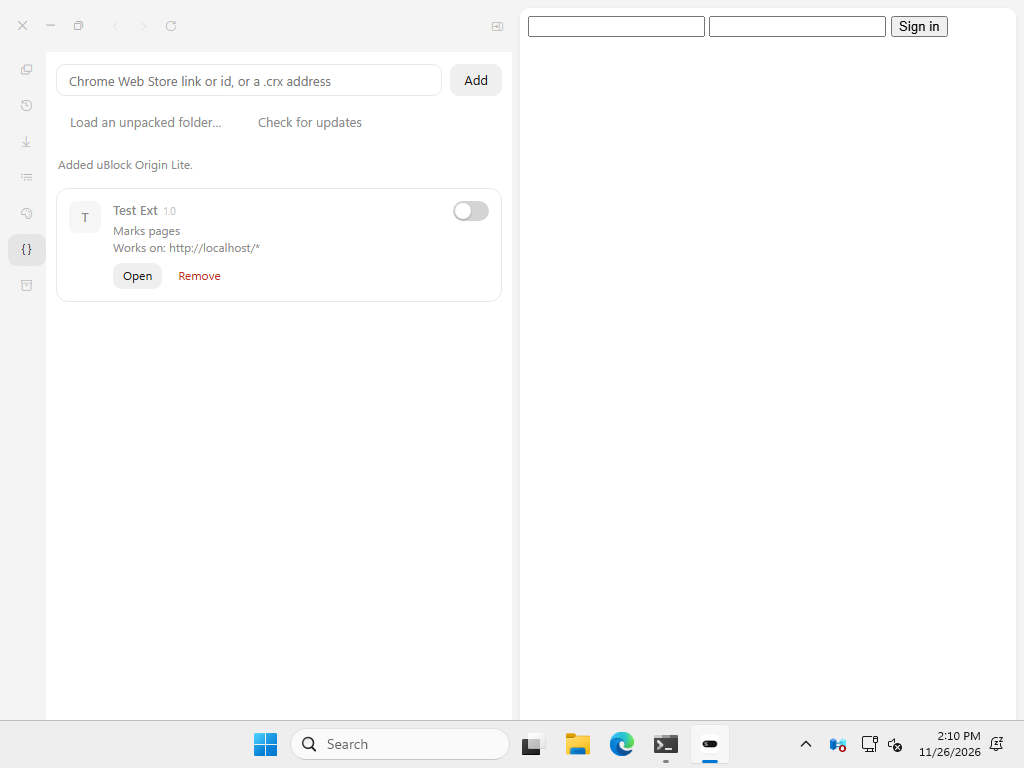 Chrome Web Store link or id, or a .crx address
Add
Load an unpacked folder...
Check for updates
Added uBlock Origin Lite.
T
Test Ext 1.0
Marks pages
Works on: http://localhost/*
Open
Remove
{}
Sign in
Search
2:10 PM
11/26/2026